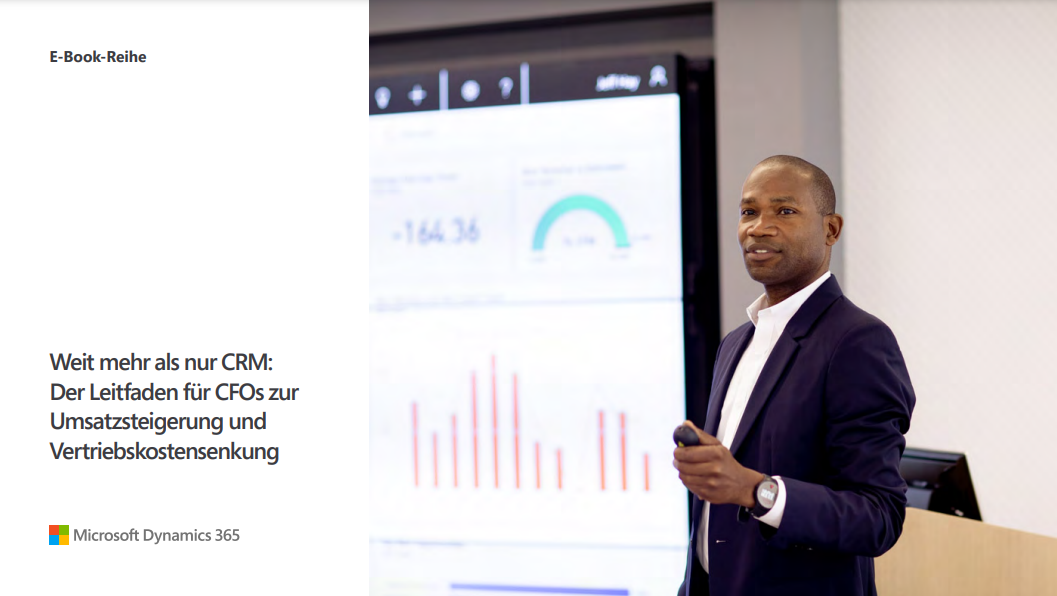 E-Book-Reihe
Weit mehr als nur CRM:
Der Leitfaden für CFOs zur
Umsatzsteigerung und
Vertriebskostensenkung
Microsoft Dynamics 365
-164.36